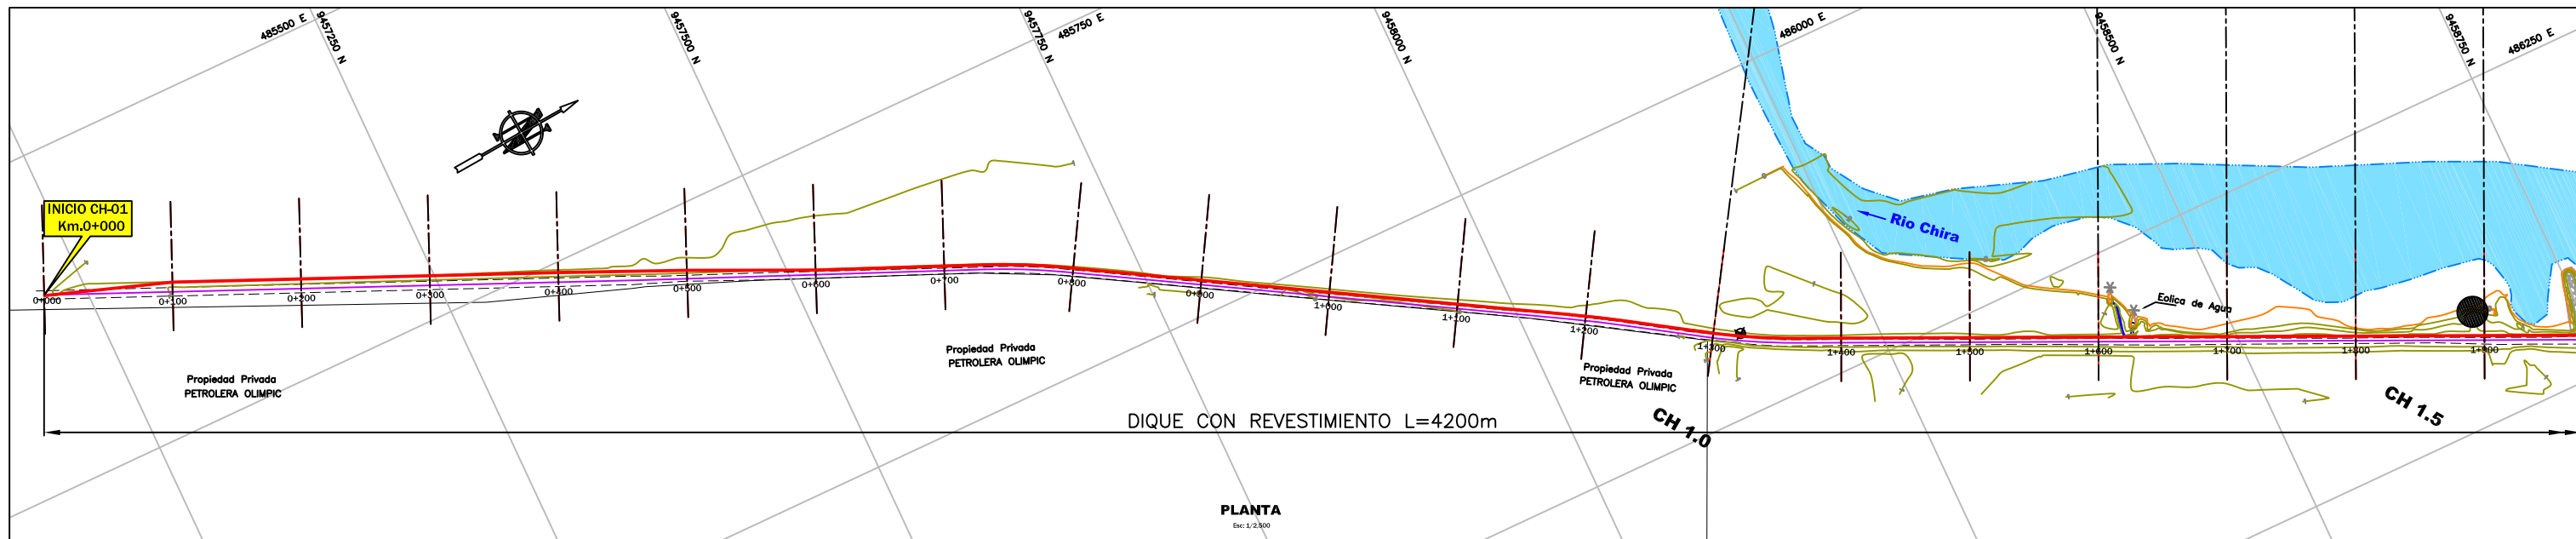 485500 E
9457250 N
9457500 N
9457750 N
485750 E
9458000 N
486000 E
9458500 N
9458750 N
486250 E
INICIO CH-01
Km.0+000
Rio Chira
Eolica de Agua
0+000
0+100
0+200
0+300
0+400
0+500
0+600
0+700
0+800
0+900
1+000
1+100
1+200
1+300
1+400
1+500
1+600
1+700
1+800
1+900
Propiedad Privada
PETROLERA OLIMPIC
Propiedad Privada
PETROLERA OLIMPIC
Propiedad Privada
PETROLERA OLIMPIC
CH 1.0
CH 1.5
DIQUE CON REVESTIMIENTO L=4200m
PLANTA
Esc: 1/2,500